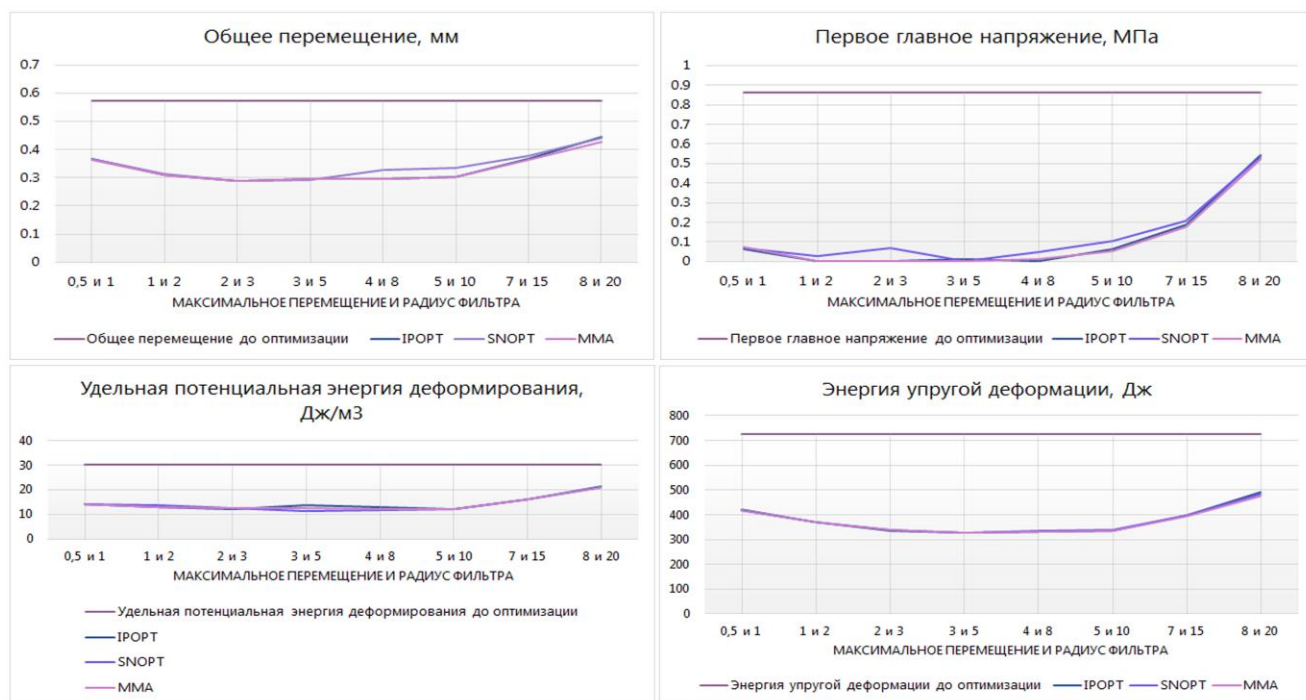 Общее перемещение, мм
0.7
0.6
0.5
0.4
0.3
0.2
0.1
0
0,5 и 1 1 и 2 2 и 3 3 и 5 4 и 8 5 и 10 7 и 15 8 и 20
МАКСИМАЛЬНОЕ ПЕРЕМЕЩЕНИЕ И РАДИУС ФИЛЬТРА
Общее перемещение до оптимизации IPOPT SNOPT MMA
Первое главное напряжение, МПа
1
0.9
0.8
0.7
0.6
0.5
0.4
0.3
0.2
0.1
0
0,5 и 1 1 и 2 2 и 3 3 и 5 4 и 8 5 и 10 7 и 15 8 и 20
МАКСИМАЛЬНОЕ ПЕРЕМЕЩЕНИЕ И РАДИУС ФИЛЬТРА
Первое главное напряжение до оптимизации IPOPT SNOPT MMA
Удельная потенциальная энергия деформирования,
Дж/м3
40
30
20
10
0
0,5 и 1 1 и 2 2 и 3 3 и 5 4 и 8 5 и 10 7 и 15 8 и 20
МАКСИМАЛЬНОЕ ПЕРЕМЕЩЕНИЕ И РАДИУС ФИЛЬТРА
Удельная потенциальная энергия деформирования до оптимизации
IPOPT
SNOPT
MMA
Энергия упругой деформации, Дж
800
700
600
500
400
300
200
100
0
0,5 и 1 1 и 2 2 и 3 3 и 5 4 и 8 5 и 10 7 и 15 8 и 20
МАКСИМАЛЬНОЕ ПЕРЕМЕЩЕНИЕ И РАДИУС ФИЛЬТРА
Энергия упругой деформации до оптимизации IPOPT SNOPT MMA